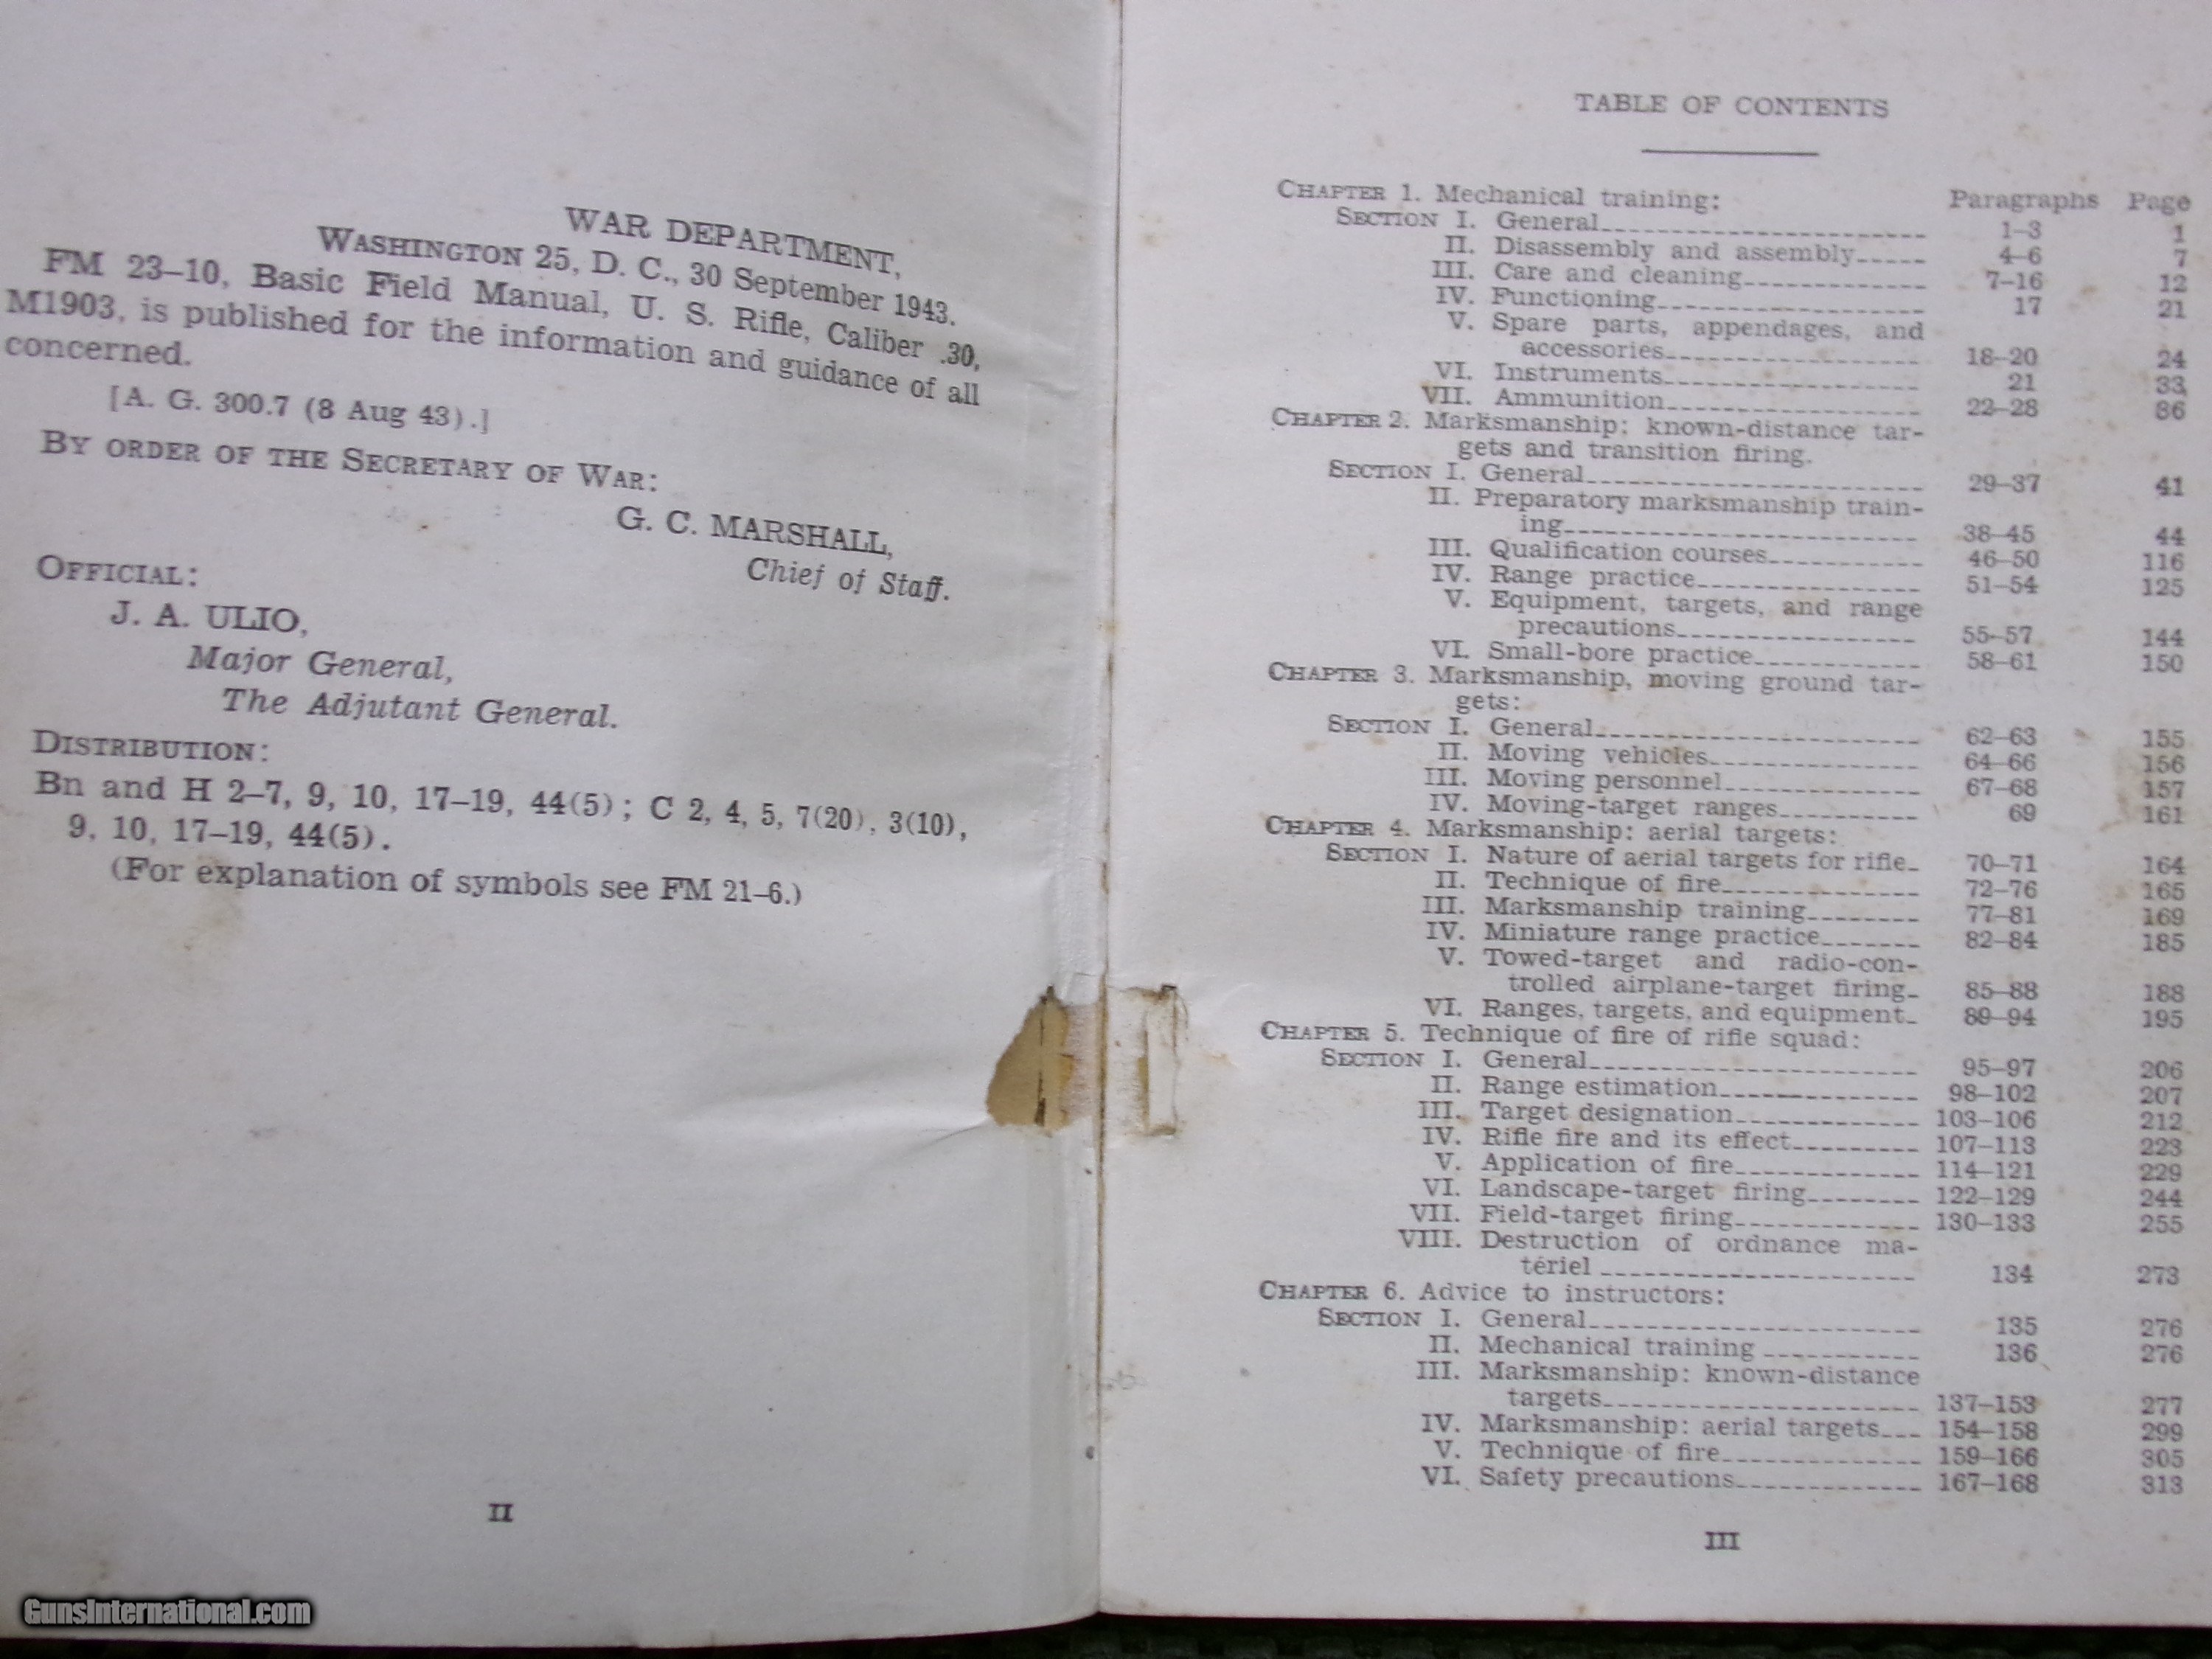 WAR DEPARTMENT,
WASHINGTON 25, D. C., 30 September 1943.
FM 23–10, Basic Field Manual, U. S. Rifle, Caliber .30,
M1903, is published for the information and guidance of all
concerned.
[A. G. 300.7 (8 Aug 43).]
BY ORDER OF THE SECRETARY OF WAR:
G. C. MARSHALL,
Chief of Staff.
OFFICIAL:
J. A. ULIO,
Major General,
The Adjutant General.
DISTRIBUTION:
Bn and H 2–7, 9, 10, 17–19, 44(5); C 2, 4, 5, 7(20), 3(10),
9, 10, 17–19, 44(5).
(For explanation of symbols see FM 21–6.)
II
TABLE OF CONTENTS
CHAPTER 1. Mechanical training: Paragraphs Page
SECTION I. General 1–3 1
II. Disassembly and assembly 4–6 7
III. Care and cleaning 7–16 12
IV. Functioning 17 21
V. Spare parts, appendages, and
accessories 18–20 24
VI. Instruments 21 33
VII. Ammunition 22–28 36
CHAPTER 2. Marksmanship: known-distance tar-
gets and transition firing.
SECTION I. General 29–37 41
II. Preparatory marksmanship train-
ing 38–45 44
III. Qualification courses 46–50 116
IV. Range practice 51–54 125
V. Equipment, targets, and range
precautions 55–57 144
VI. Small-bore practice 58–61 150
CHAPTER 3. Marksmanship, moving ground tar-
gets:
SECTION I. General 62–63 155
II. Moving vehicles 64–66 156
III. Moving personnel 67–68 157
IV. Moving-target ranges 69 161
CHAPTER 4. Marksmanship: aerial targets:
SECTION I. Nature of aerial targets for rifle 70–71 164
II. Technique of fire 72–76 165
III. Marksmanship training 77–81 169
IV. Miniature range practice 82–84 185
V. Towed-target and radio-con-
trolled airplane-target firing 85–88 188
VI. Ranges, targets, and equipment 89–94 195
CHAPTER 5. Technique of fire of rifle squad:
SECTION I. General 95–97 206
II. Range estimation 98–102 207
III. Target designation 103–106 212
IV. Rifle fire and its effect 107–113 223
V. Application of fire 114–121 229
VI. Landscape-target firing 122–129 244
VII. Field-target firing 130–133 255
VIII. Destruction of ordnance ma-
tériel 134 273
CHAPTER 6. Advice to instructors:
SECTION I. General 135 276
II. Mechanical training 136 276
III. Marksmanship: known-distance
targets 137–153 277
IV. Marksmanship: aerial targets 154–158 299
V. Technique of fire 159–166 305
VI. Safety precautions 167–168 313
III
GunsInternational.com